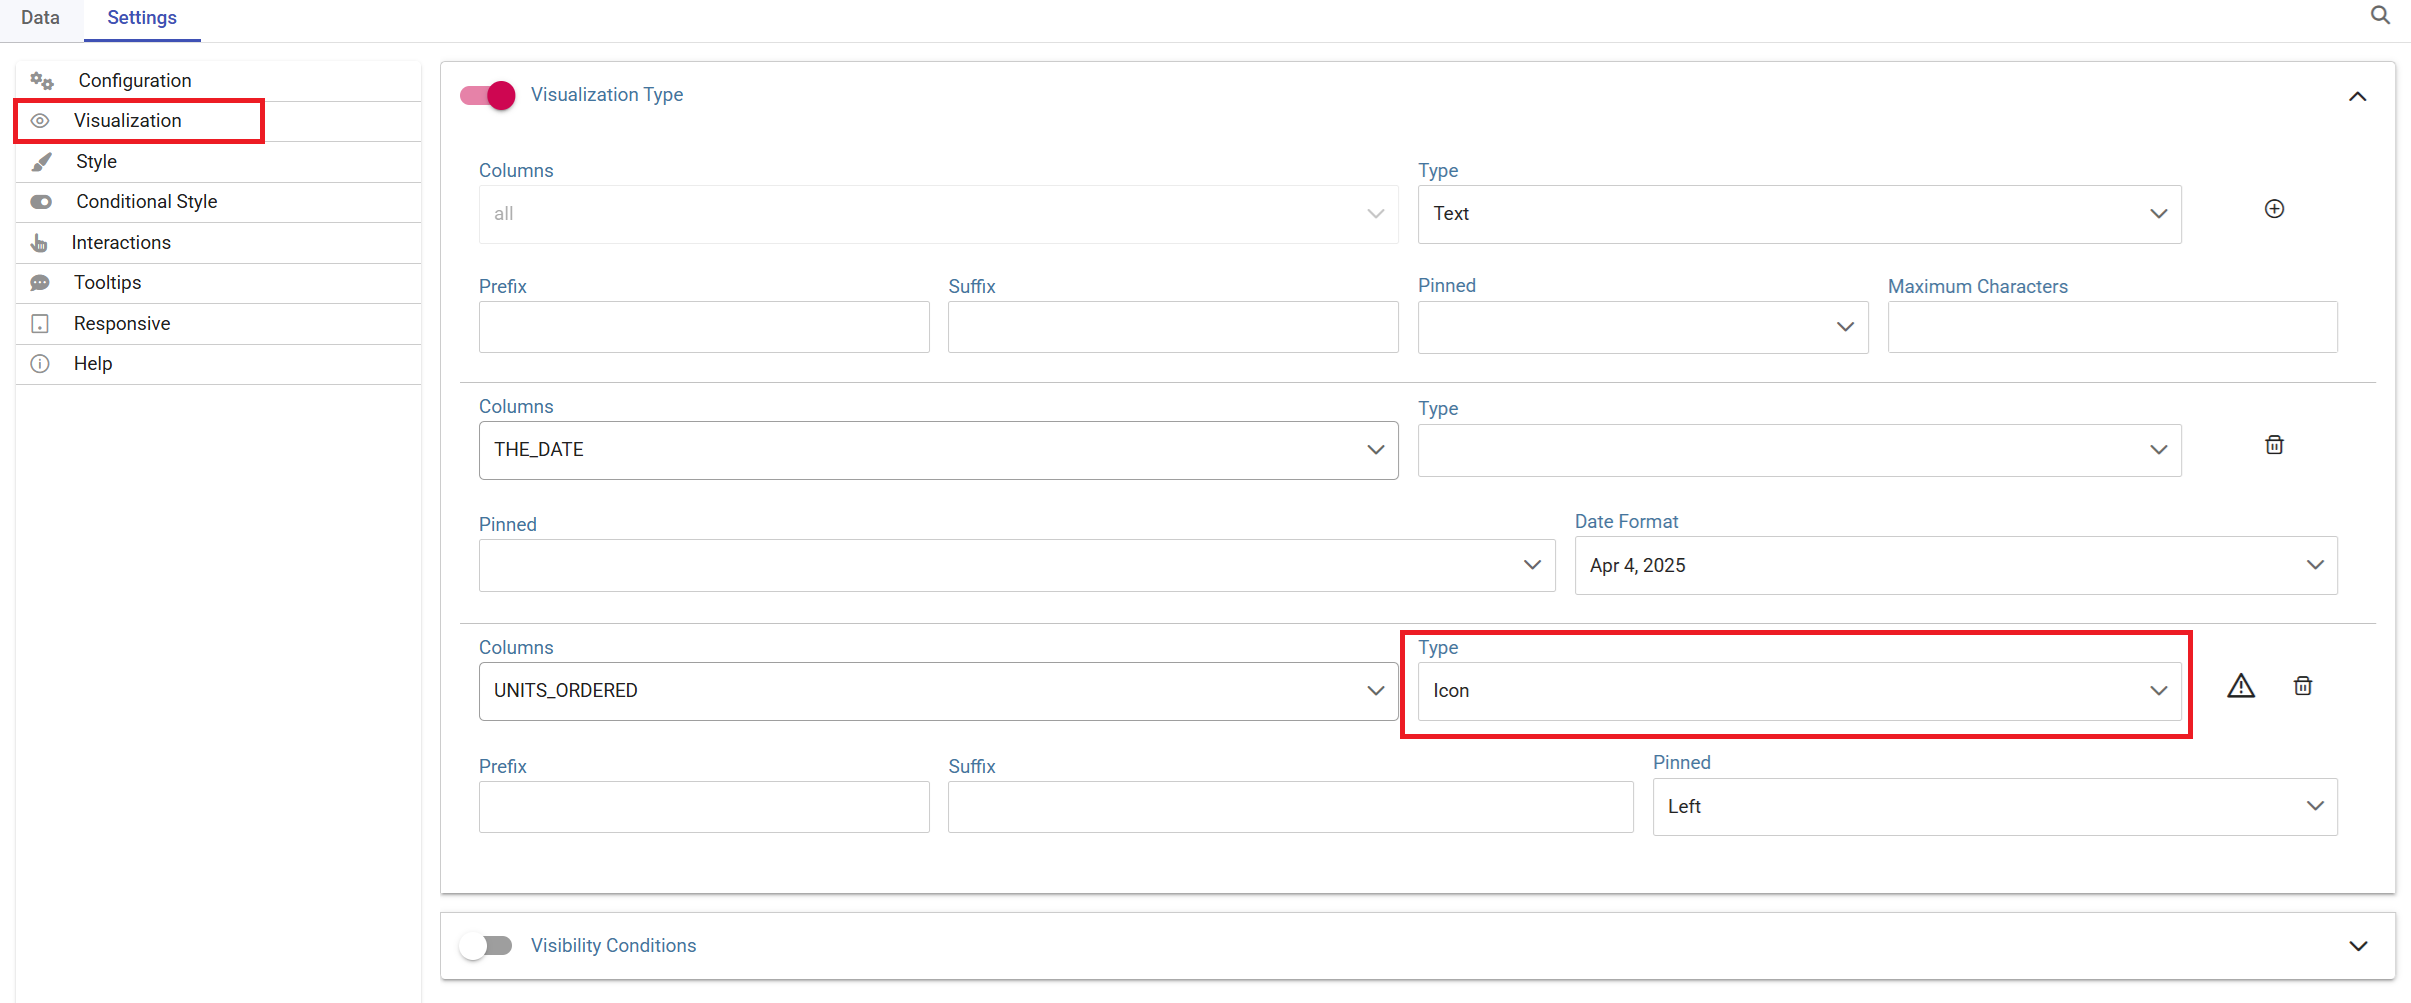 Data Settings
Configuration
Visualization
Style
Conditional Style
Interactions
Tooltips
Responsive
Help
Visualization Type
Columns Type
all Text
Prefix Suffix Pinned Maximum Characters
Columns Type
THE_DATE
Pinned Date Format
Apr 4, 2025
Columns Type
UNITS_ORDERED Icon
Prefix Suffix Pinned
Left
Visibility Conditions